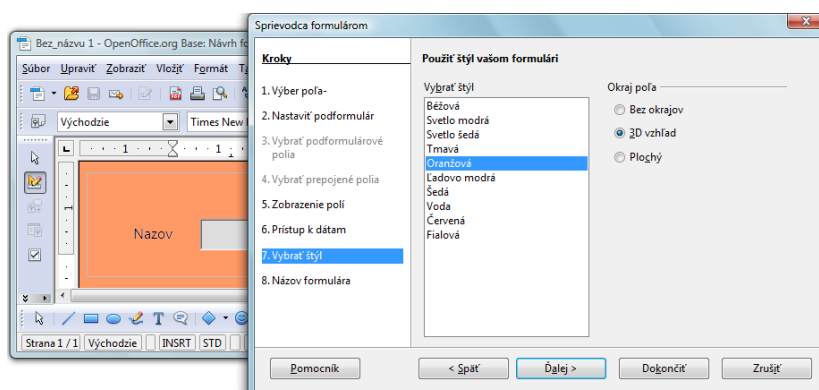 Bez_názvu 1 - OpenOffice.org Base: Návrh fo
Súbor Upraviť Zobraziť Vložiť Formát Ta
Východzie Times New
1 1
Nazov
Strana 1 / 1 Východzie INSRT STD
Sprievodca formulárom
Kroky
1. Výber poľa-
2. Nastaviť podformulár
3. Vybrať podformulárové
polia
4. Vybrať prepojené polia
5. Zobrazenie polí
6. Prístup k dátam
7. Vybrať štýl
8. Názov formulára
Použiť štýl vašom formulári
Vybrať štýl
Béžová
Svetlo modrá
Svetlo šedá
Tmavá
Oranžová
Ľadovo modrá
Šedá
Voda
Červená
Fialová
Okraj poľa
Bez okrajov
3D vzhľad
Plochý
Pomocník < Späť Ďalej > Dokončiť Zrušiť